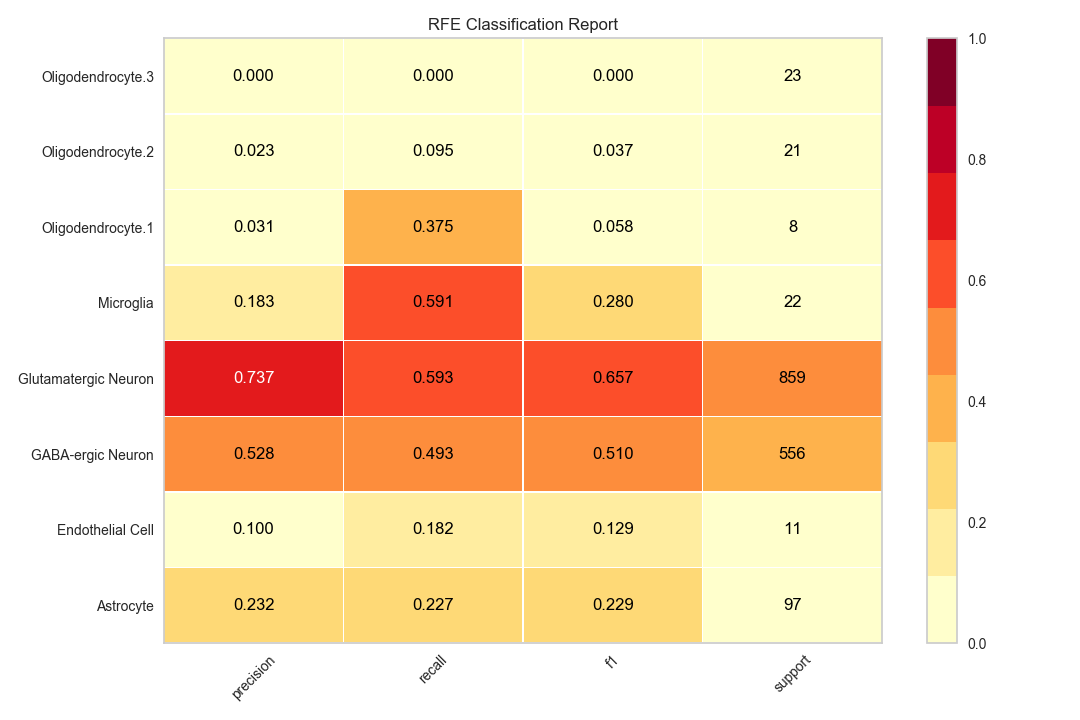 RFE Classification Report
Oligodendrocyte.3 0.000 0.000 0.000 23
Oligodendrocyte.2 0.023 0.095 0.037 21
Oligodendrocyte.1 0.031 0.375 0.058 8
Microglia 0.183 0.591 0.280 22
Glutamatergic Neuron 0.737 0.593 0.657 859
GABA-ergic Neuron 0.528 0.493 0.510 556
Endothelial Cell 0.100 0.182 0.129 11
Astrocyte 0.232 0.227 0.229 97
precision recall f1 support
1.0
0.8
0.6
0.4
0.2
0.0